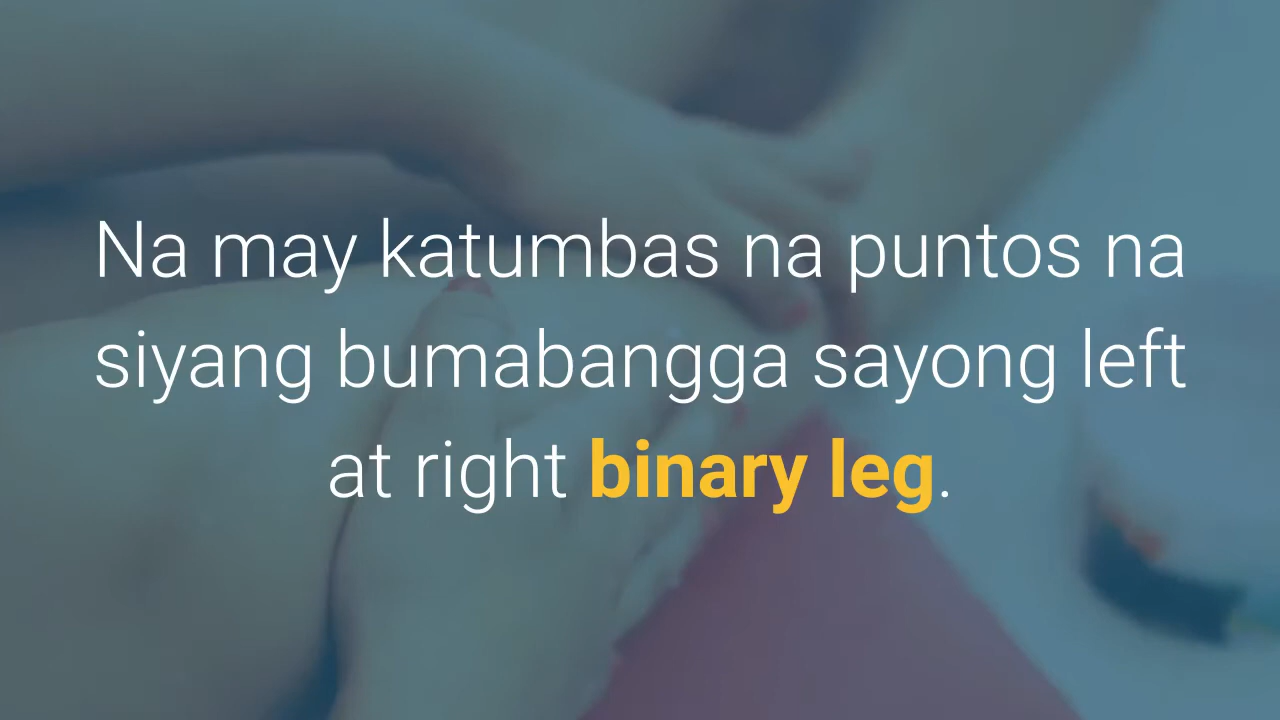 Na may katumbas na puntos na
siyang bumabangga sayong left
at right binary leg.